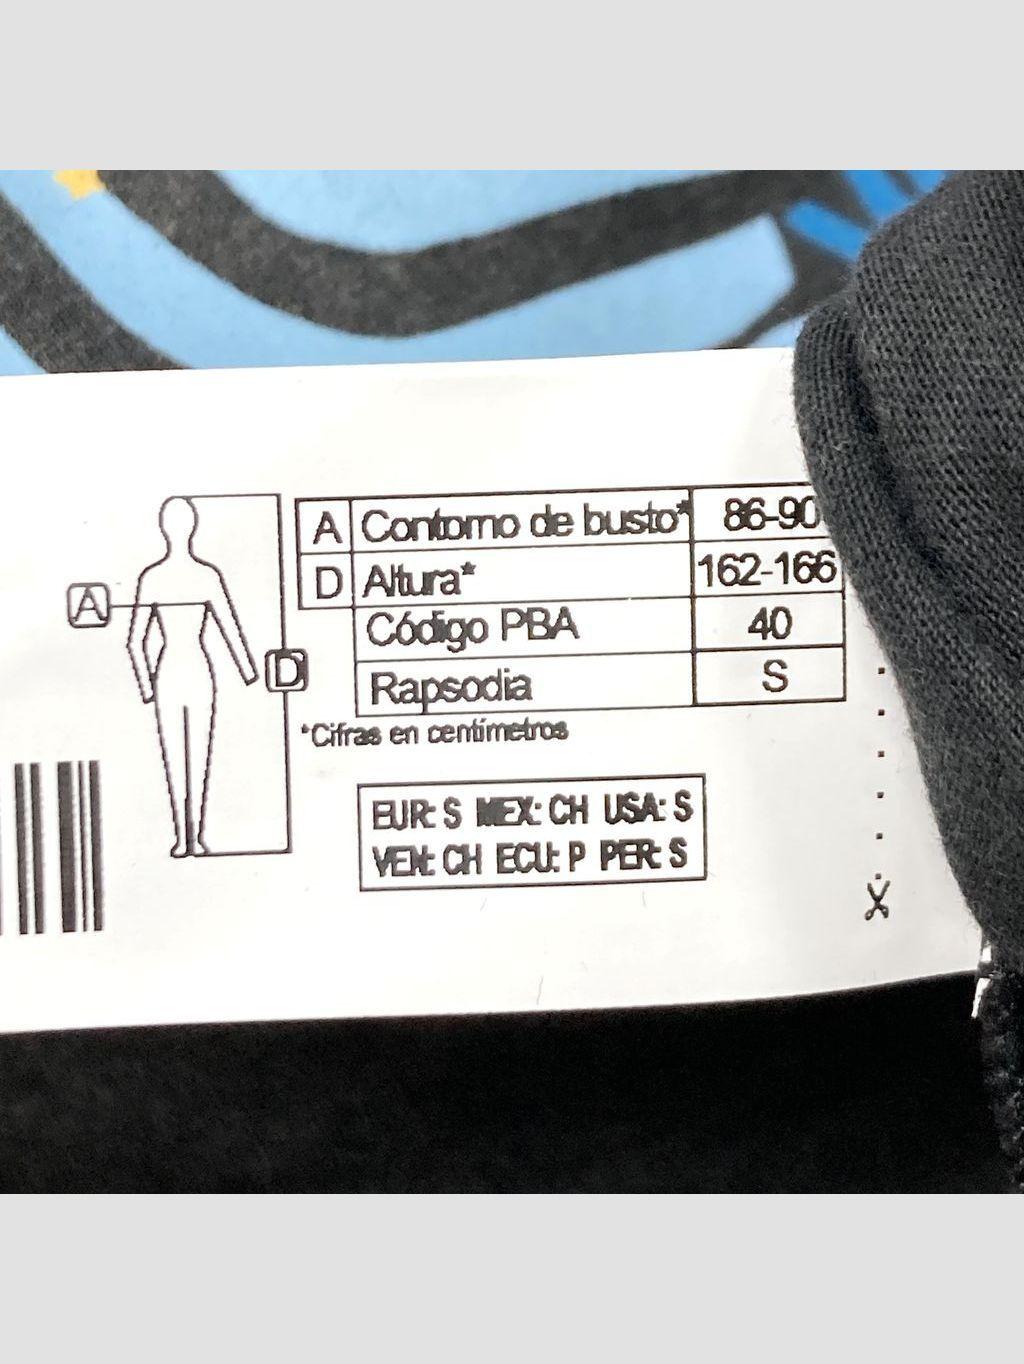 A Contorno de busto* 86-90
D Altura* 162-166
Código PBA 40
Rapsodia S
*Cifras en centímetros
A
D
EUR: S MEX: CH USA: S
VEN: CH ECU: P PER: S